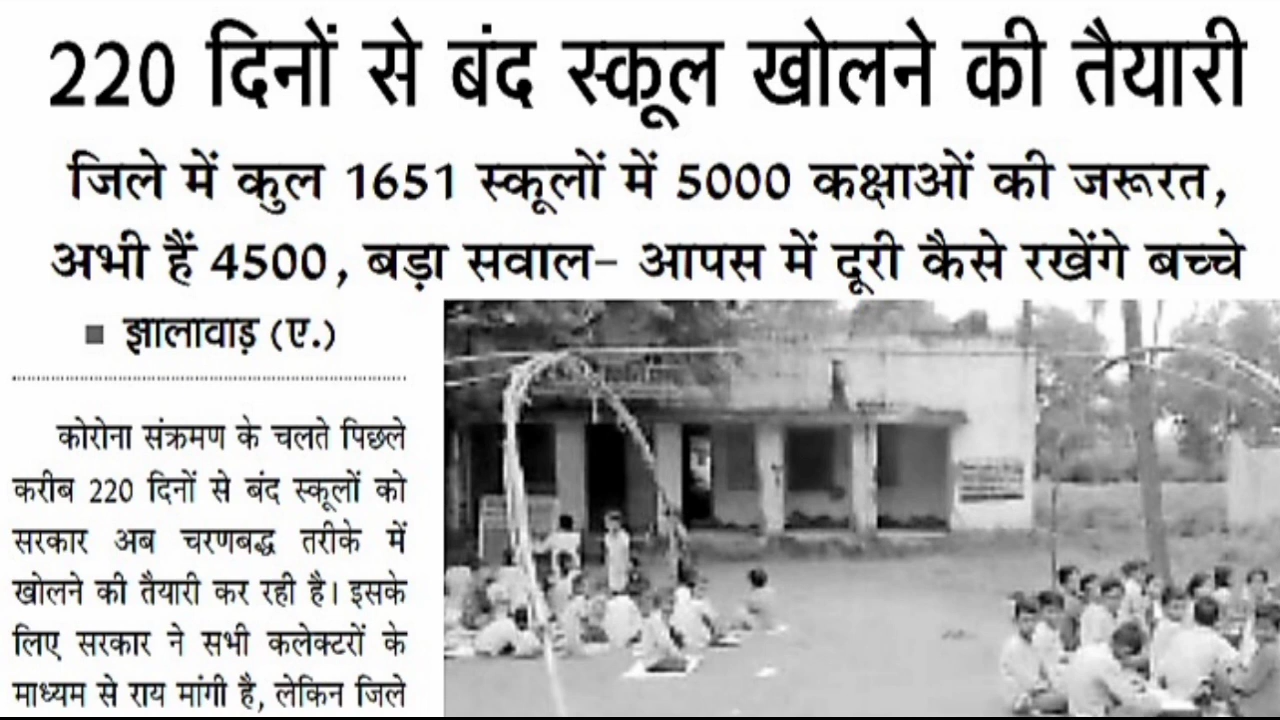 220 दिनों से बंद स्कूल खोलने की तैयारी
जिले में कुल 1651 स्कूलों में 5000 कक्षाओं की जरूरत,
अभी हैं 4500, बड़ा सवाल- आपस में दूरी कैसे रखेंगे बच्चे
■ झालावाड़ (ए.)
कोरोना संक्रमण के चलते पिछले
करीब 220 दिनों से बंद स्कूलों को
सरकार अब चरणबद्ध तरीके में
खोलने की तैयारी कर रही है। इसके
लिए सरकार ने सभी कलेक्टरों के
माध्यम से राय मांगी है, लेकिन जिले